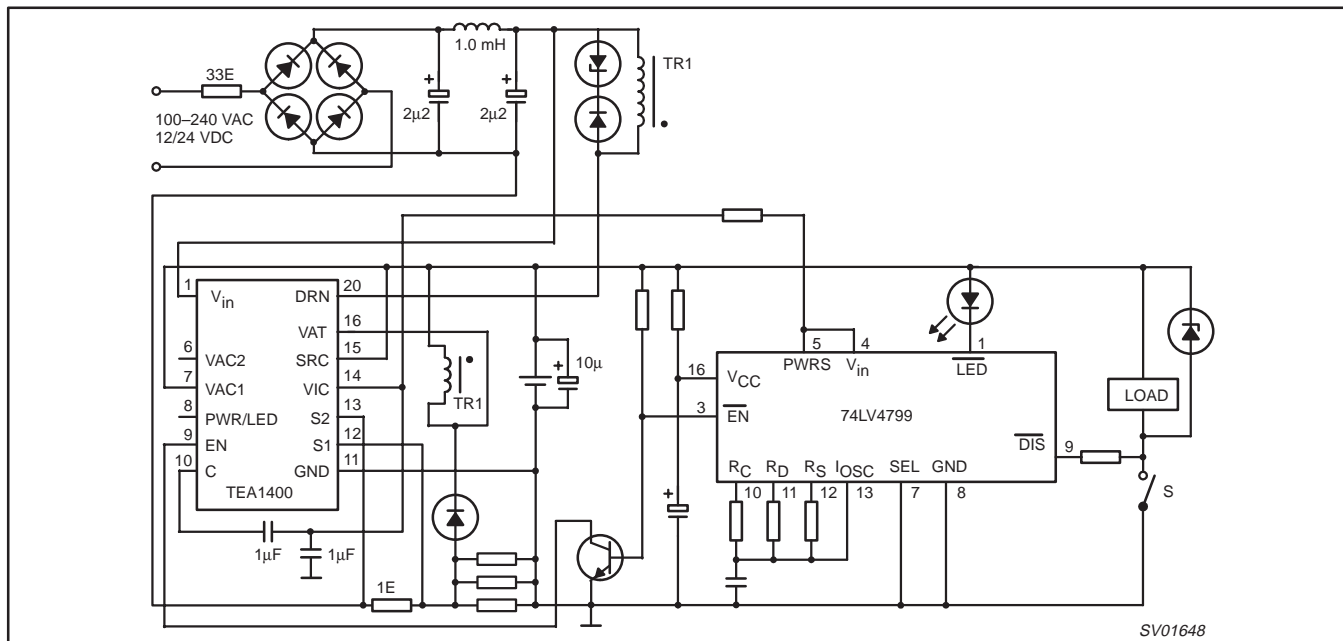 1.0 mH
33E
100–240 VAC
12/24 VDC
+
2μ2
+
2μ2
TR1
1
Vin
DRN
20
VAT
16
6
VAC2
SRC
15
7
VAC1
VIC
14
8
PWR/LED
S2
13
9
EN
S1
12
10
C
GND
11
TEA1400
TR1
+
10μ
1μF
1μF
1E
5
4
1
PWRS
Vin
LED
16
VCC
3
EN
74LV4799
DIS
9
RC
RD
RS
IOSC
SEL
GND
10
11
12
13
7
8
+
LOAD
S
SV01648